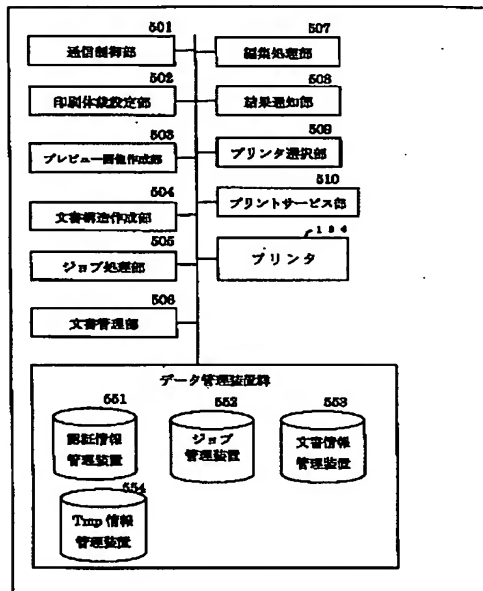 501
通信制御部
502
印刷体裁設定部
503
プレビュー画像作成部
504
文書構造作成部
505
ジョブ処理部
506
文書管理部
507
編集処理部
508
結果通知部
509
プリンタ選択部
510
プリントサービス部
134
プリンタ
データ管理装置群
551
認証情報
管理装置
552
ジョブ
管理装置
553
文書情報
管理装置
554
Tmp 情報
管理装置